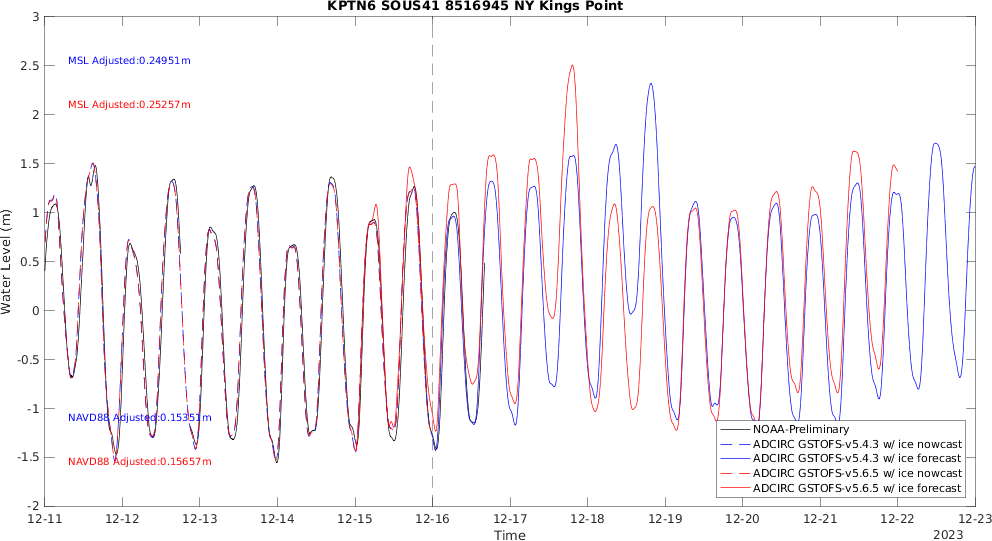 KPTN6 SOUS41 8516945 NY Kings Point
3
2.5
2
1.5
1
0.5
0
-0.5
-1
-1.5
-2
Water Level (m)
MSL Adjusted:0.24951m
MSL Adjusted:0.25257m
NAVD88 Adjusted:0.15351m
NAVD88 Adjusted:0.15657m
NOAA-Preliminary
ADCIRC GSTOFS-v5.4.3 w/ ice nowcast
ADCIRC GSTOFS-v5.4.3 w/ ice forecast
ADCIRC GSTOFS-v5.6.5 w/ ice nowcast
ADCIRC GSTOFS-v5.6.5 w/ ice forecast
12-11 12-12 12-13 12-14 12-15 12-16 12-17 12-18 12-19 12-20 12-21 12-22 12-23
Time
2023